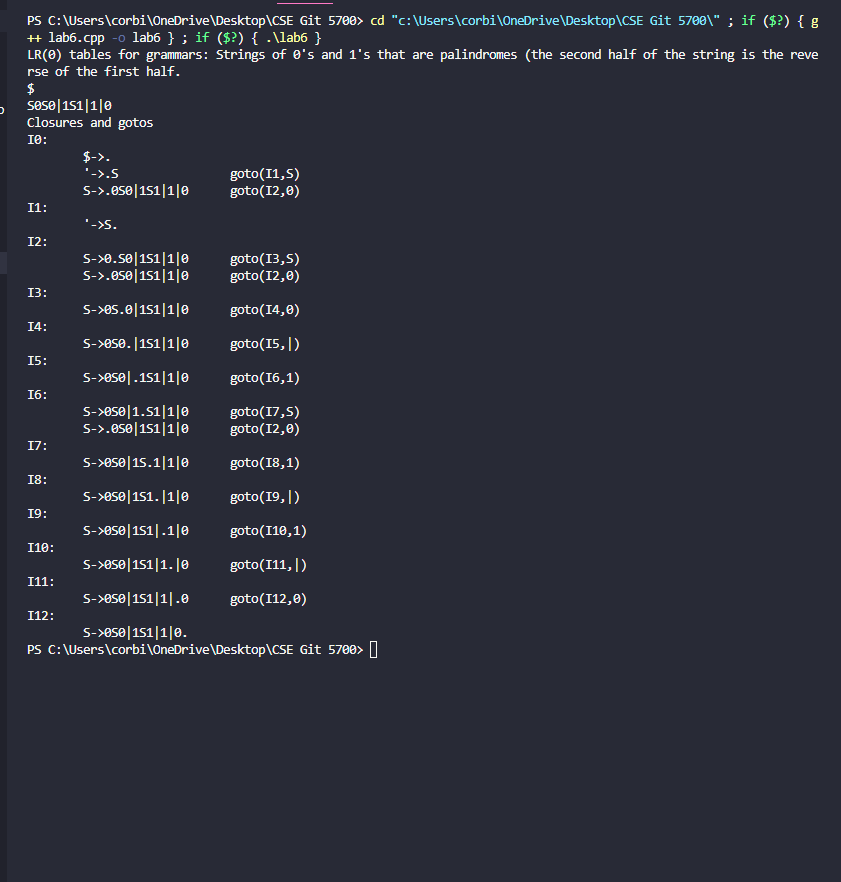 PS C:\Users\corbi\OneDrive\Desktop\CSE Git 5700> cd "c:\Users\corbi\OneDrive\Desktop\CSE Git 5700\" ; if ($?) { g
++ lab6.cpp -o lab6 } ; if ($?) { .\lab6 }
LR(0) tables for grammars: Strings of 0's and 1's that are palindromes (the second half of the string is the reve
rse of the first half.
$
S0S0|1S1|1|0
Closures and gotos
I0:
$->.
'->.S goto(I1,S)
S->.0S0|1S1|1|0 goto(I2,0)
I1:
'->S.
I2:
S->0.S0|1S1|1|0 goto(I3,S)
S->.0S0|1S1|1|0 goto(I2,0)
I3:
S->0S.0|1S1|1|0 goto(I4,0)
I4:
S->0S0.|1S1|1|0 goto(I5,|)
I5:
S->0S0|.1S1|1|0 goto(I6,1)
I6:
S->0S0|1.S1|1|0 goto(I7,S)
S->.0S0|1S1|1|0 goto(I2,0)
I7:
S->0S0|1S.1|1|0 goto(I8,1)
I8:
S->0S0|1S1.|1|0 goto(I9,|)
I9:
S->0S0|1S1|.1|0 goto(I10,1)
I10:
S->0S0|1S1|1.|0 goto(I11,|)
I11:
S->0S0|1S1|1|.0 goto(I12,0)
I12:
S->0S0|1S1|1|0.
PS C:\Users\corbi\OneDrive\Desktop\CSE Git 5700>